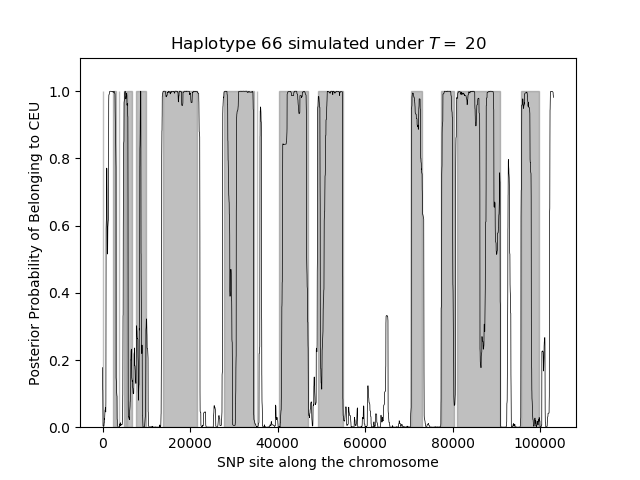 Haplotype 66 simulated under T = 20
Posterior Probability of Belonging to CEU
1.0
0.8
0.6
0.4
0.2
0.0
0 20000 40000 60000 80000 100000
SNP site along the chromosome